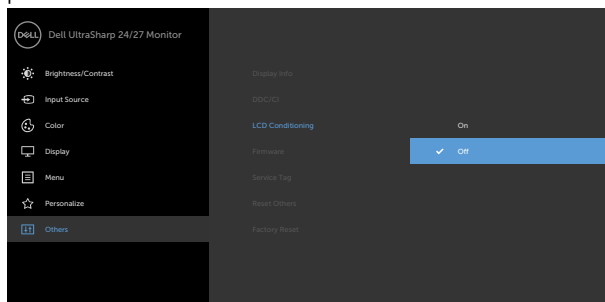 DELL
Dell UltraSharp 24/27 Monitor
Brightness/Contrast
Input Source
Color
Display
Menu
Personalize
Others
Display Info
DDC/CI
LCD Conditioning
Firmware
Service Tag
Reset Others
Factory Reset
On
Off